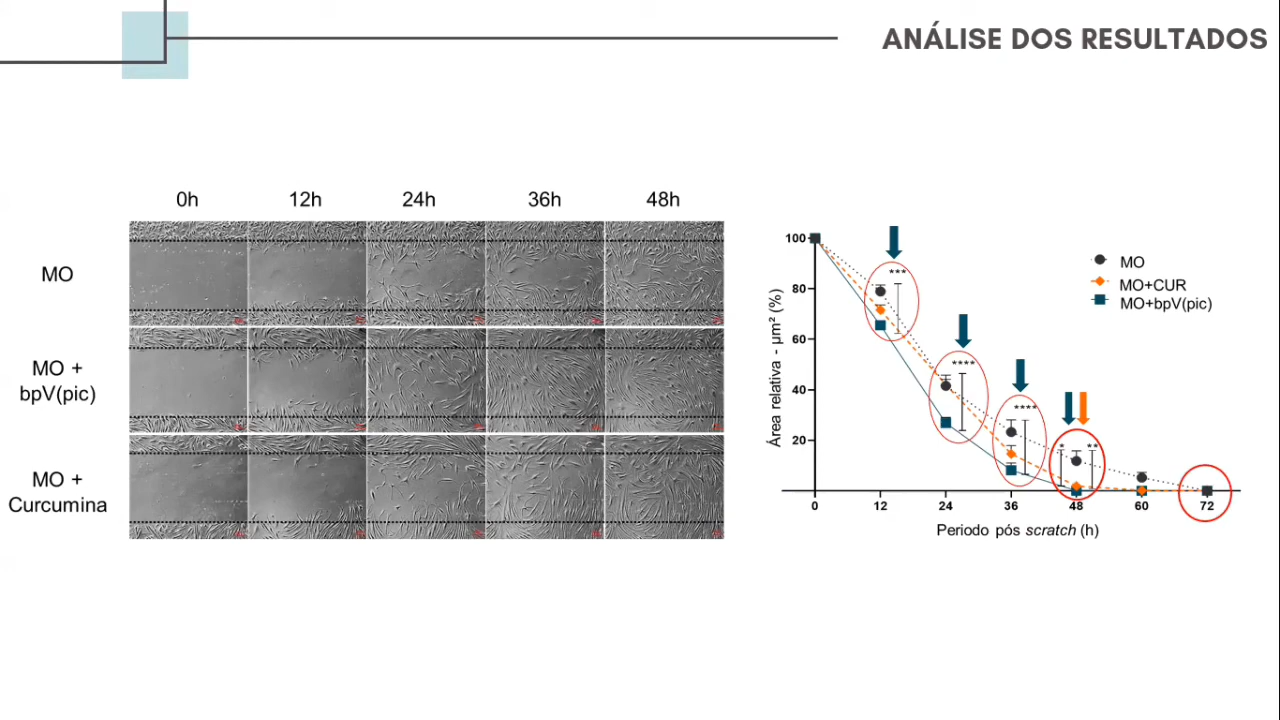 ANÁLISE DOS RESULTADOS
0h 12h 24h 36h 48h
MO
MO +
bpV(pic)
MO +
Curcumina
Área relativa - µm² (%)
100
80
60
40
20
***
****
****
*
**
MO
MO+CUR
MO+bpV(pic)
0 12 24 36 48 60 72
Periodo pós scratch (h)